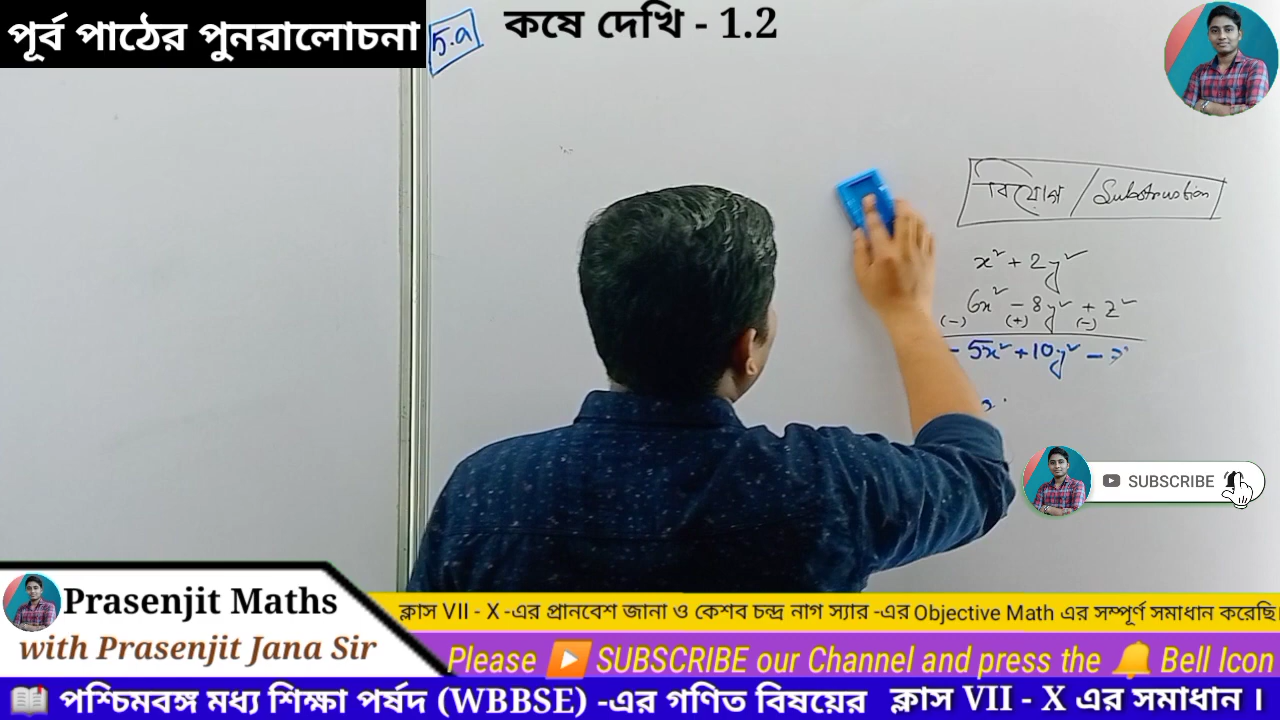 পূর্ব পাঠের পুনরালোচনা
5.a
কষে দেখি - 1.2
বিয়োগ / Substruction
x² + 2y²
6x² - 8y² + z²
(-) (+) (-)
- 5x² + 10y² -
SUBSCRIBE
Prasenjit Maths
with Prasenjit Jana Sir
ক্লাস VII - X -এর প্রানবেশ জানা ও কেশব চন্দ্র নাগ স্যার -এর Objective Math এর সম্পূর্ণ সমাধান করেছি
Please ▶️ SUBSCRIBE our Channel and press the 🔔 Bell Icon
📖 পশ্চিমবঙ্গ মধ্য শিক্ষা পর্ষদ (WBBSE) -এর গণিত বিষয়ের ক্লাস VII - X এর সমাধান ।